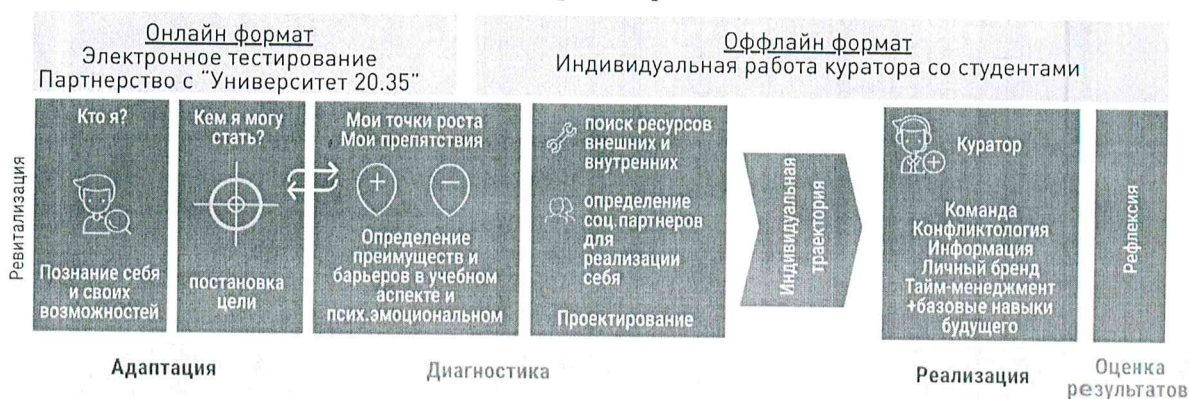 Онлайн формат
Электронное тестирование
Партнерство с "Университет 20.35"
Оффлайн формат
Индивидуальная работа куратора со студентами
Ревитализация
Кто я?
Познание себя
и своих
возможностей
Кем я могу
стать?
постановка
цели
Мои точки роста
Мои препятствия
Определение
преимуществ и
барьеров в учебном
аспекте и
псих.эмоциональном
поиск ресурсов
внешних и
внутренних
определение
соц.партнеров
для
реализации
себя
Проектирование
Индивидуальная
траектория
Куратор
Команда
Конфликтология
Информация
Личный бренд
Тайм-менеджмент
+базовые навыки
будущего
Рефлексия
Адаптация
Диагностика
Реализация
Оценка
результатов